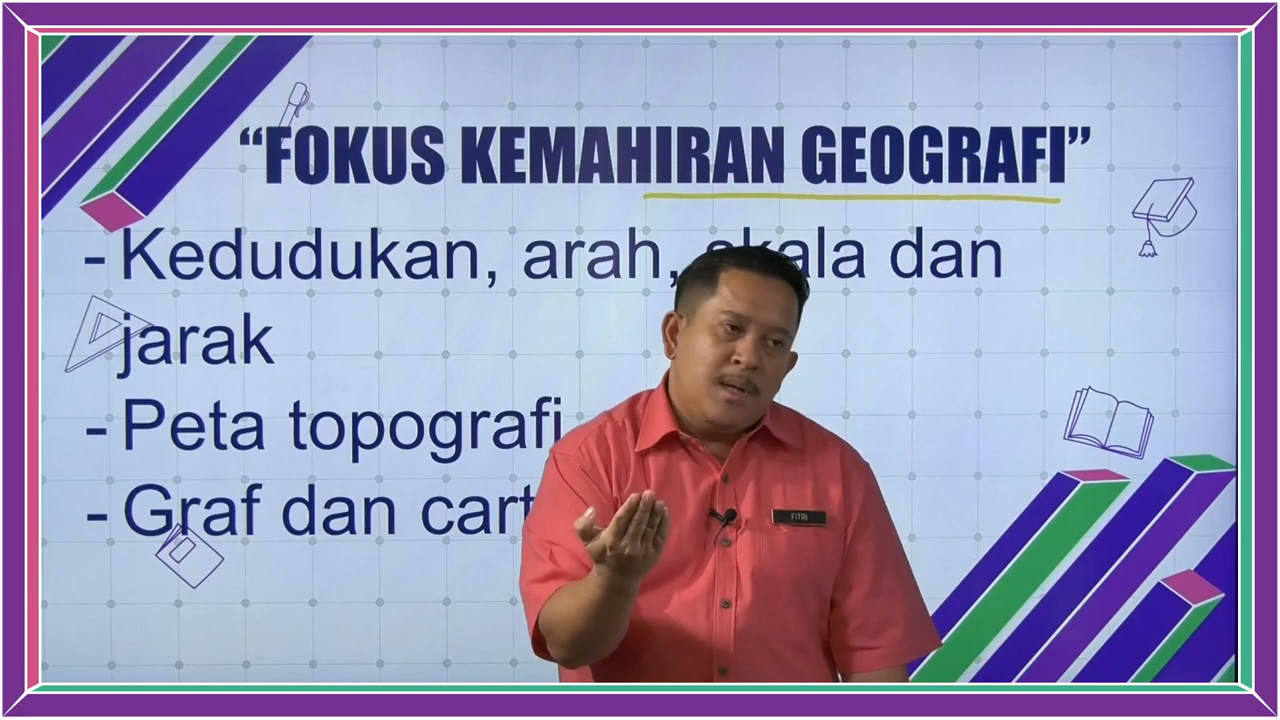 “FOKUS KEMAHIRAN GEOGRAFI”
- Kedudukan, arah, skala dan
jarak
- Peta topografi
- Graf dan cart
FITRI